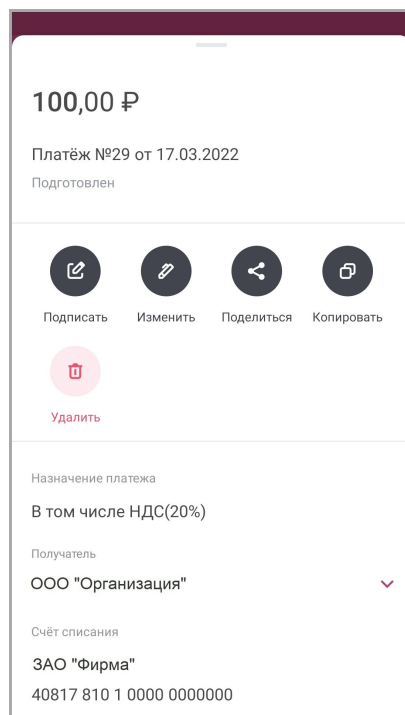 100,00 ₽
Платёж №29 от 17.03.2022
Подготовлен
Подписать Изменить Поделиться Копировать
Удалить
Назначение платежа
В том числе НДС(20%)
Получатель
ООО "Организация"
Счёт списания
ЗАО "Фирма"
40817 810 1 0000 0000000